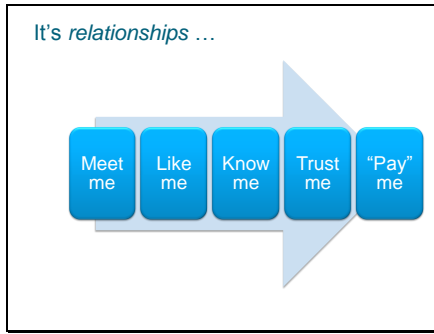 It's relationships …
Meet
me
Like
me
Know
me
Trust
me
“Pay”
me